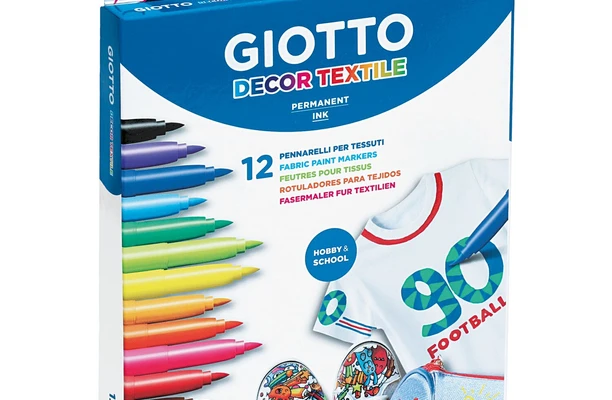 GIOTTO
DECOR TEXTILE
PERMANENT
INK
12
PENNARELLI PER TESSUTI
FABRIC PAINT MARKERS
FEUTRES POUR TISSUS
ROTULADORES PARA TEJIDOS
FASERMALER FUR TEXTILIEN
HOBBY &
SCHOOL
90
FOOTBALL
GIOTTO